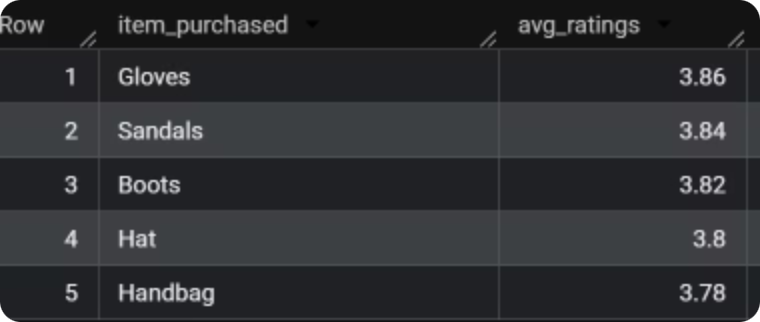 Row item_purchased avg_ratings
1 Gloves 3.86
2 Sandals 3.84
3 Boots 3.82
4 Hat 3.8
5 Handbag 3.78